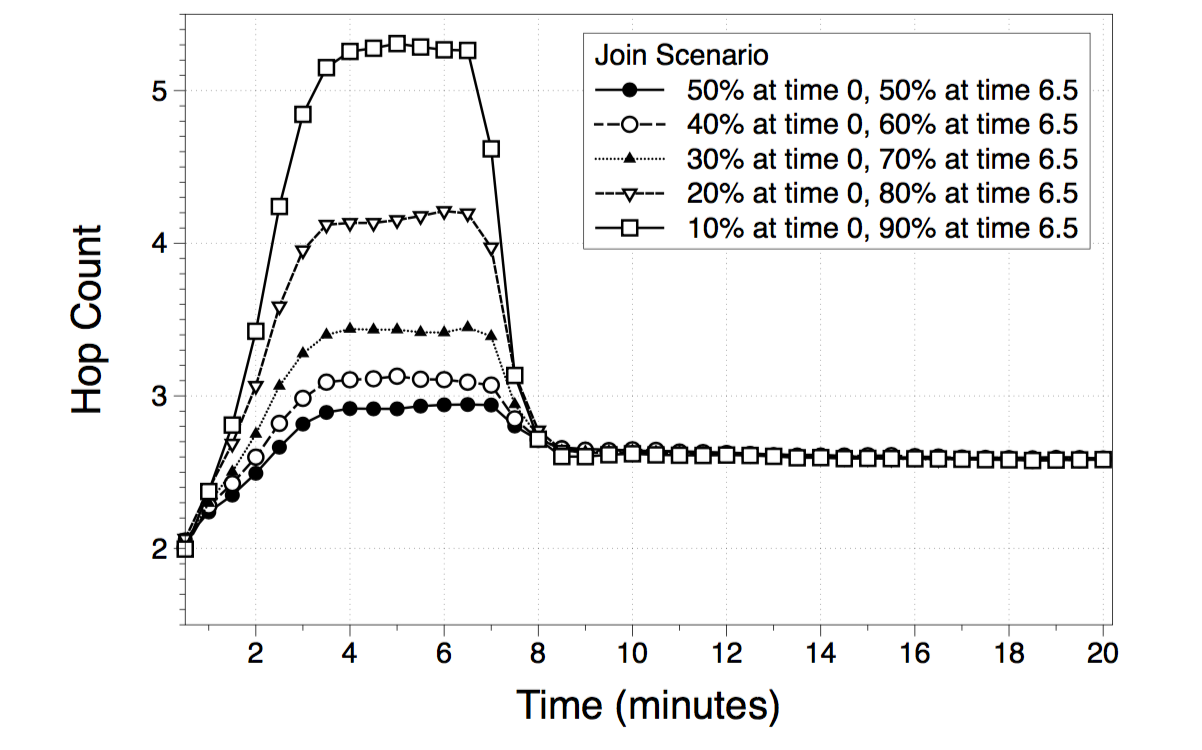 Join Scenario
50% at time 0, 50% at time 6.5
40% at time 0, 60% at time 6.5
30% at time 0, 70% at time 6.5
20% at time 0, 80% at time 6.5
10% at time 0, 90% at time 6.5
Hop Count
5
4
3
2
2 4 6 8 10 12 14 16 18 20
Time (minutes)